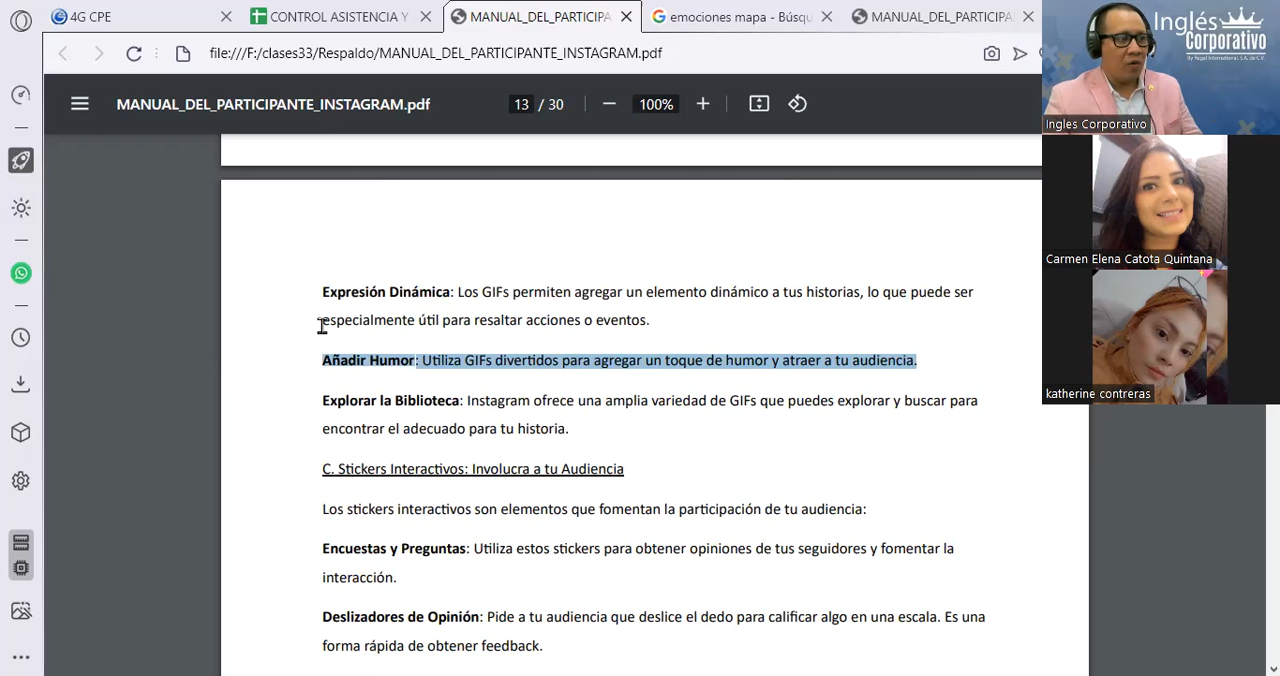 4G CPE
CONTROL ASISTENCIA Y
MANUAL_DEL_PARTICIPA
emociones mapa - Búsqu
MANUAL_DEL_PARTICIPA
file:///F:/clases33/Respaldo/MANUAL_DEL_PARTICIPANTE_INSTAGRAM.pdf
MANUAL_DEL_PARTICIPANTE_INSTAGRAM.pdf
13 / 30
100%
Expresión Dinámica: Los GIFs permiten agregar un elemento dinámico a tus historias, lo que puede ser
especialmente útil para resaltar acciones o eventos.
Añadir Humor: Utiliza GIFs divertidos para agregar un toque de humor y atraer a tu audiencia.
Explorar la Biblioteca: Instagram ofrece una amplia variedad de GIFs que puedes explorar y buscar para
encontrar el adecuado para tu historia.
C. Stickers Interactivos: Involucra a tu Audiencia
Los stickers interactivos son elementos que fomentan la participación de tu audiencia:
Encuestas y Preguntas: Utiliza estos stickers para obtener opiniones de tus seguidores y fomentar la
interacción.
Deslizadores de Opinión: Pide a tu audiencia que deslice el dedo para calificar algo en una escala. Es una
forma rápida de obtener feedback.
Inglés
Corporativo
By Regal International, S.A. de C.V.
Ingles Corporativo
Carmen Elena Catota Quintana
katherine contreras